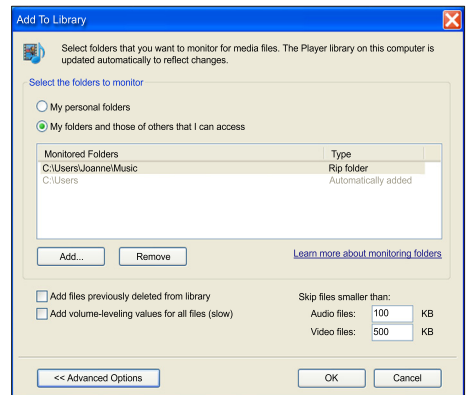 Add To Library
Select folders that you want to monitor for media files. The Player library on this computer is
updated automatically to reflect changes.
Select the folders to monitor
My personal folders
My folders and those of others that I can access
Monitored Folders Type
C:\Users\Joanne\Music Rip folder
C:\Users Automatically added
Add... Remove Learn more about monitoring folders
Add files previously deleted from library Skip files smaller than:
Add volume-leveling values for all files (slow) Audio files: 100 KB
Video files: 500 KB
<< Advanced Options OK Cancel